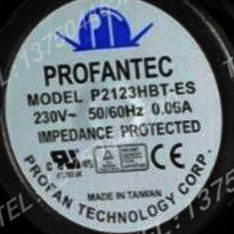 PROFANTEC
MODEL P2123HBT-ES
230V~ 50/60Hz 0.06A
IMPEDANCE PROTECTED
MADE IN TAIWAN
PROFAN TECHNOLOGY CORP.